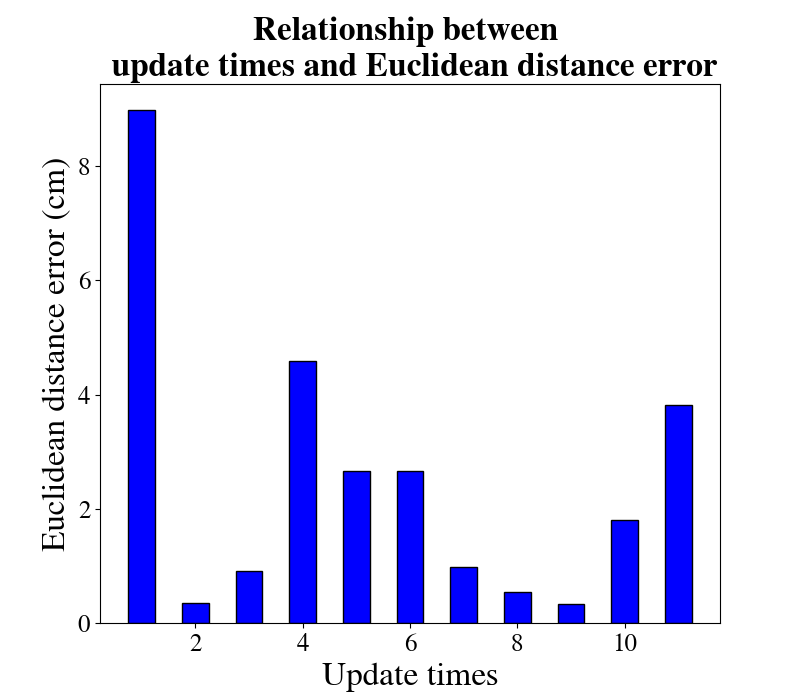 Relationship between
update times and Euclidean distance error
Euclidean distance error (cm)
8
6
4
2
0
2
4
6
8
10
Update times